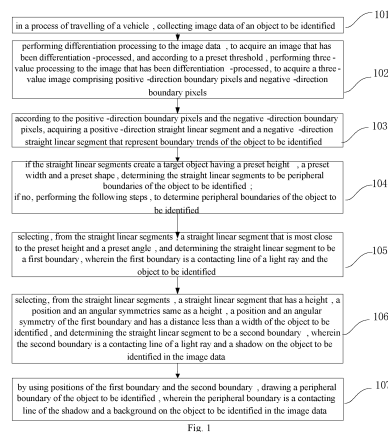 in a process of travelling of a vehicle , collecting image data of an object to be identified
101
performing differentiation processing to the image data , to acquire an image that has
been differentiation -processed, and according to a preset threshold , performing three -
value processing to the image that has been differentiation -processed, to acquire a three-
value image comprising positive -direction boundary pixels and negative -direction
boundary pixels
102
according to the positive -direction boundary pixels and the negative -direction boundary
pixels, acquiring a positive -direction straight linear segment and a negative -direction
straight linear segment that represent boundary trends of the object to be identified
103
if the straight linear segments create a target object having a preset height , a preset
width and a preset shape , determining the straight linear segments to be peripheral
boundaries of the object to be identified ;
if no, performing the following steps , to determine peripheral boundaries of the object to
be identified
104
selecting, from the straight linear segments , a straight linear segment that is most close
to the preset height and a preset angle , and determining the straight linear segment to be
a first boundary , wherein the first boundary is a contacting line of a light ray and the
object to be identified
105
selecting, from the straight linear segments , a straight linear segment that has a height , a
position and an angular symmetries same as a height , a position and an angular
symmetry of the first boundary and has a distance less than a width of the object to be
identified , and determining the straight linear segment to be a second boundary , wherein
the second boundary is a contacting line of a light ray and a shadow on the object to be
identified in the image data
106
by using positions of the first boundary and the second boundary , drawing a peripheral
boundary of the object to be identified , wherein the peripheral boundary is a contacting
line of the shadow and a background on the object to be identified in the image data
107
Fig. 1